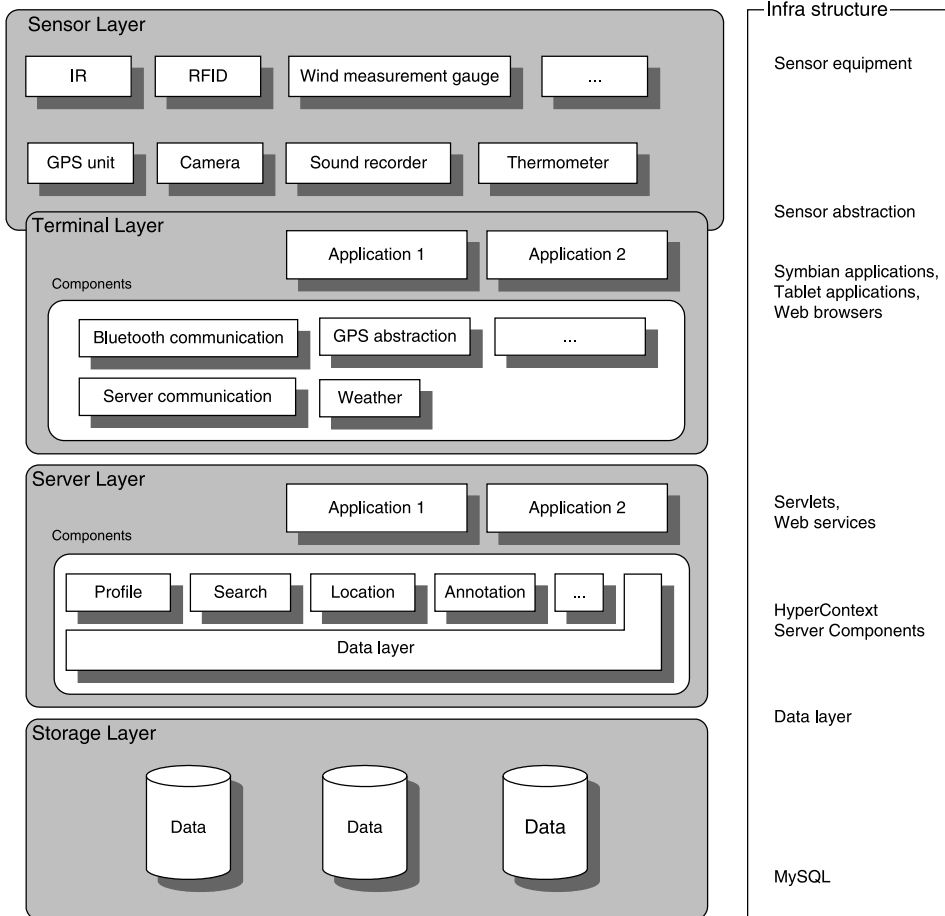 Sensor Layer
IR
RFID
Wind measurement gauge
...
GPS unit
Camera
Sound recorder
Thermometer
Terminal Layer
Application 1
Application 2
Components
Bluetooth communication
GPS abstraction
...
Server communication
Weather
Server Layer
Application 1
Application 2
Components
Profile
Search
Location
Annotation
...
Data layer
Storage Layer
Data
Data
Data
Infra structure
Sensor equipment
Sensor abstraction
Symbian applications,
Tablet applications,
Web browsers
Servlets,
Web services
HyperContext
Server Components
Data layer
MySQL